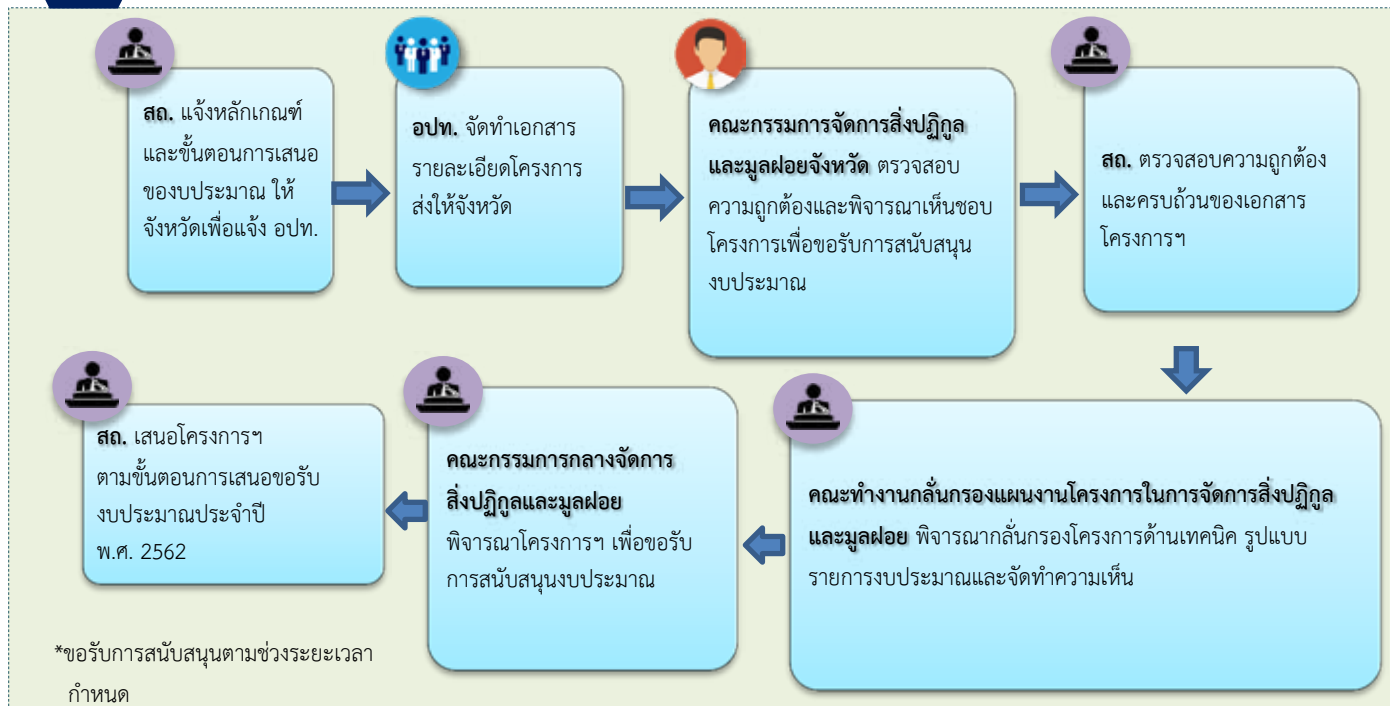 สถ. แจ้งหลักเกณฑ์
และขั้นตอนการเสนอ
ของบประมาณ ให้
จังหวัดเพื่อแจ้ง อปท.
อปท. จัดทำเอกสาร
รายละเอียดโครงการ
ส่งให้จังหวัด
คณะกรรมการจัดการสิ่งปฏิกูล
และมูลฝอยจังหวัด ตรวจสอบ
ความถูกต้องและพิจารณาเห็นชอบ
โครงการเพื่อขอรับการสนับสนุน
งบประมาณ
สถ. ตรวจสอบความถูกต้อง
และครบถ้วนของเอกสาร
โครงการฯ
คณะทำงานกลั่นกรองแผนงานโครงการในการจัดการสิ่งปฏิกูล
และมูลฝอย พิจารณากลั่นกรองโครงการด้านเทคนิค รูปแบบ
รายการงบประมาณและจัดทำความเห็น
คณะกรรมการกลางจัดการ
สิ่งปฏิกูลและมูลฝอย
พิจารณาโครงการฯ เพื่อขอรับ
การสนับสนุนงบประมาณ
สถ. เสนอโครงการฯ
ตามขั้นตอนการเสนอขอรับ
งบประมาณประจำปี
พ.ศ. 2562
*ขอรับการสนับสนุนตามช่วงระยะเวลา
กำหนด